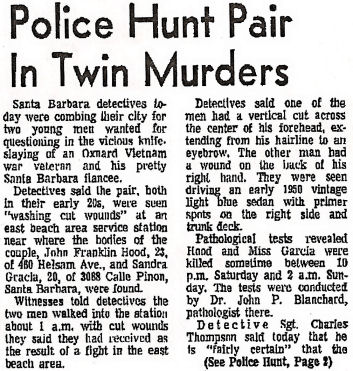 Police Hunt Pair
In Twin Murders
Santa Barbara detectives to-
day were combing their city for
two young men wanted for
questioning in the vicious knife-
slaying of an Oxnard Vietnam
war veteran and his pretty
Santa Barbara fiancee.
Detectives said the pair, both
in their early 20s, were seen
"washing cut wounds" at an
east beach area service station
near where the bodies of the
couple, John Franklin Hood, 23,
of 480 Helsam Ave., and Sandra
Gracia, 20, of 3068 Calle Pinon,
Santa Barbara, were found.
Witnesses told detectives the
two men walked into the station
about 1 a.m. with cut wounds
they said they had received as
the result of a fight in the east
beach area.
Detectives said one of the
men had a vertical cut across
the center of his forehead, ex-
tending from his hairline to an
eyebrow. The other man had
a wound on the back of his
right hand. They were seen
driving an early 1950 vintage
light blue sedan with primer
spots on the right side and
trunk deck.
Pathological tests revealed
Hood and Miss Garcia were
killed sometime between 10
p.m. Saturday and 2 a.m. Sun-
day. The tests were conducted
by Dr. John P. Blanchard,
pathologist there.
Detective Sgt. Charles
Thompson said today that he
is "fairly certain" that the
(See Police Hunt, Page 2)